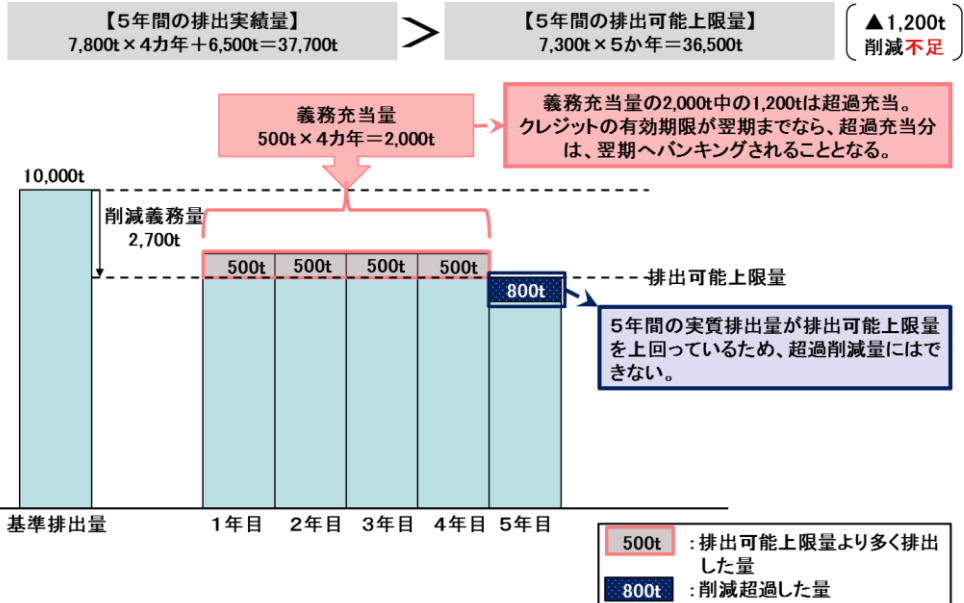 【5年間の排出実績量】
7,800t×4カ年+6,500t=37,700t
>
【5年間の排出可能上限量】
7,300t×5か年=36,500t
▲1,200t
削減不足
義務充当量
500t×4カ年=2,000t
義務充当量の2,000t中の1,200tは超過充当。
クレジットの有効期限が翌期までなら、超過充当分
は、翌期へバンキングされることとなる。
10,000t
削減義務量
2,700t
500t 500t 500t 500t
800t
排出可能上限量
5年間の実質排出量が排出可能上限量
を上回っているため、超過削減量にはで
きない。
基準排出量 1年目 2年目 3年目 4年目 5年目
500t :排出可能上限量より多く排出
した量
800t :削減超過した量